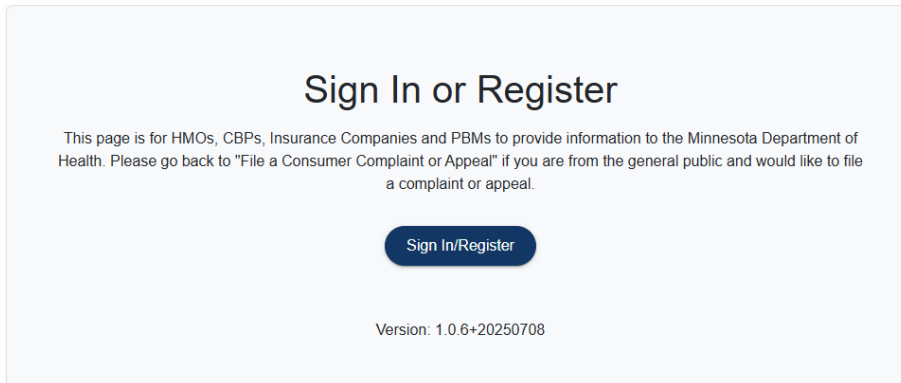 Sign In or Register
This page is for HMOs, CBPs, Insurance Companies and PBMs to provide information to the Minnesota Department of
Health. Please go back to "File a Consumer Complaint or Appeal" if you are from the general public and would like to file
a complaint or appeal.
Sign In/Register
Version: 1.0.6+20250708